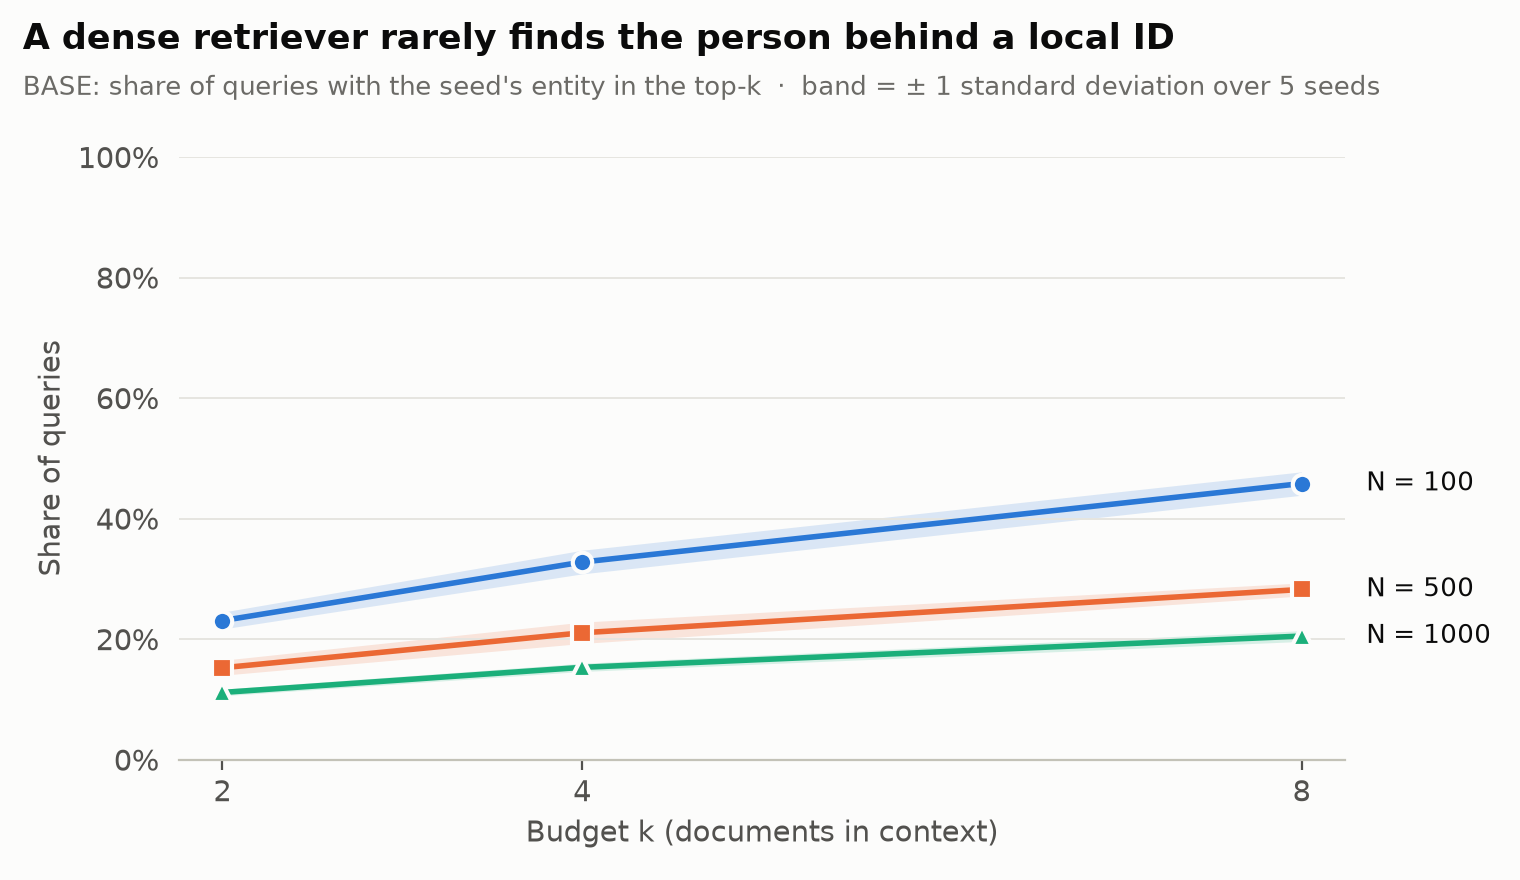 A dense retriever rarely finds the person behind a local ID
BASE: share of queries with the seed's entity in the top-k · band = ± 1 standard deviation over 5 seeds
100%
80%
60%
40%
20%
0%
Share of queries
N = 100
N = 500
N = 1000
2 4 8
Budget k (documents in context)